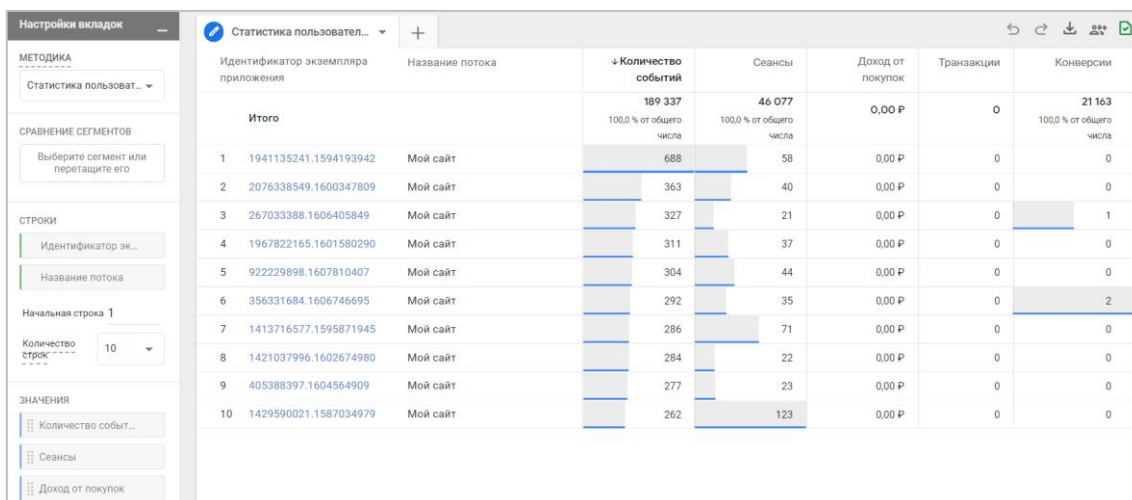 Настройки вкладок
МЕТОДИКА
Статистика пользоват...
СРАВНЕНИЕ СЕГМЕНТОВ
Выберите сегмент или
перетащите его
СТРОКИ
Идентификатор эк...
Название потока
Начальная строка 1
Количество
строк 10
ЗНАЧЕНИЯ
Количество событ...
Сеансы
Доход от покупок
Статистика пользовател...
Идентификатор экземпляра
приложения
Название потока
↓ Количество
событий
Сеансы
Доход от
покупок
Транзакции
Конверсии
Итого 189 337 46 077 0,00 ₽ 0 21 163
100,0 % от общего
числа
100,0 % от общего
числа
100,0 % от общего
числа
1 1941135241.1594193942 Мой сайт 688 58 0,00 ₽ 0 0
2 2076338549.1600347809 Мой сайт 363 40 0,00 ₽ 0 0
3 267033388.1606405849 Мой сайт 327 21 0,00 ₽ 0 1
4 1967822165.1601580290 Мой сайт 311 37 0,00 ₽ 0 0
5 922229898.1607810407 Мой сайт 304 44 0,00 ₽ 0 0
6 356331684.1606746695 Мой сайт 292 35 0,00 ₽ 0 2
7 1413716577.1595871945 Мой сайт 286 71 0,00 ₽ 0 0
8 1421037996.1602674980 Мой сайт 284 22 0,00 ₽ 0 0
9 405388397.1604564909 Мой сайт 277 23 0,00 ₽ 0 0
10 1429590021.1587034979 Мой сайт 262 123 0,00 ₽ 0 0